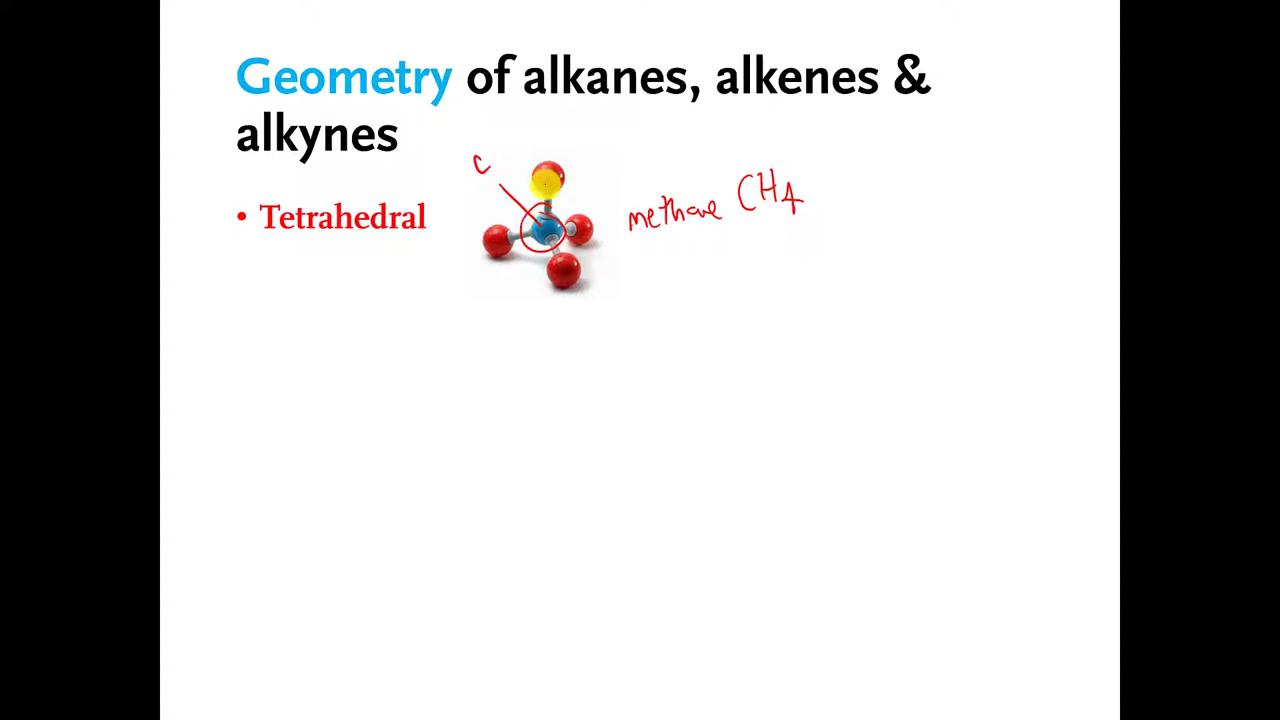 Geometry of alkanes, alkenes &
alkynes
C
• Tetrahedral
methane CH4